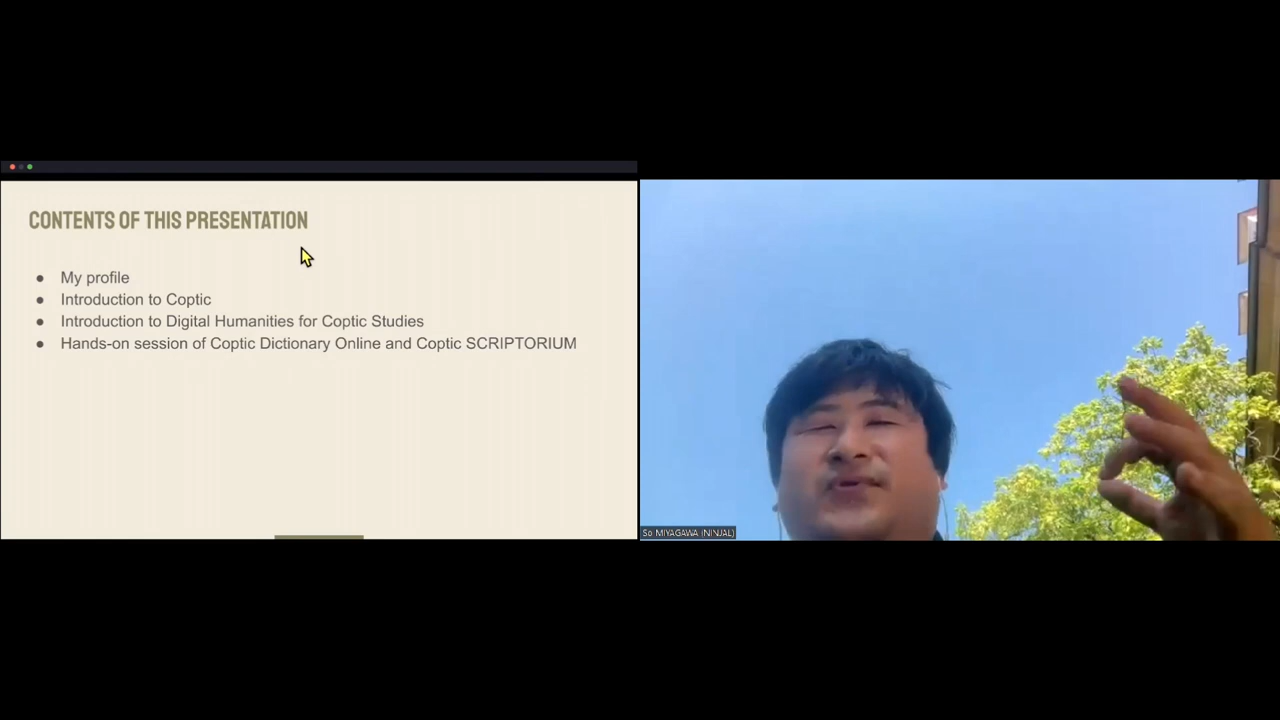 CONTENTS OF THIS PRESENTATION
● My profile
● Introduction to Coptic
● Introduction to Digital Humanities for Coptic Studies
● Hands-on session of Coptic Dictionary Online and Coptic SCRIPTORIUM
So MIYAGAWA (NINJAL)